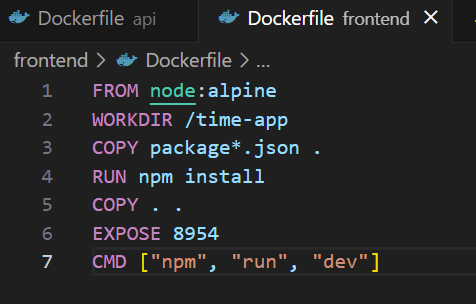 Dockerfile api
Dockerfile frontend ×
frontend > Dockerfile > ...
1 FROM node:alpine
2 WORKDIR /time-app
3 COPY package*.json .
4 RUN npm install
5 COPY . .
6 EXPOSE 8954
7 CMD ["npm", "run", "dev"]